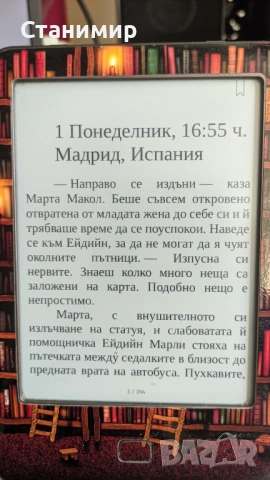 Станимир
1 Понеделник, 16:55 ч.
Мадрид, Испания
— Направо се издъни — каза
Марта Макол. Беше съвсем откровено
отвратена от младата жена до себе си и й
трябваше време да се поуспокои. Наведе
се към Ейдийн, за да не могат да я чуят
околните пътници. — Изпусна си
нервите. Знаеш колко много неща са
заложени на карта. Подобно нещо е
непростимо.
Марта, с внушителното си
излъчване на статуя, и слабоватата й
помощничка Ейдийн Марли стояха на
пътечката между седалките в близост до
предната врата на автобуса. Пухкавите,
3 / 394
bazar.bg